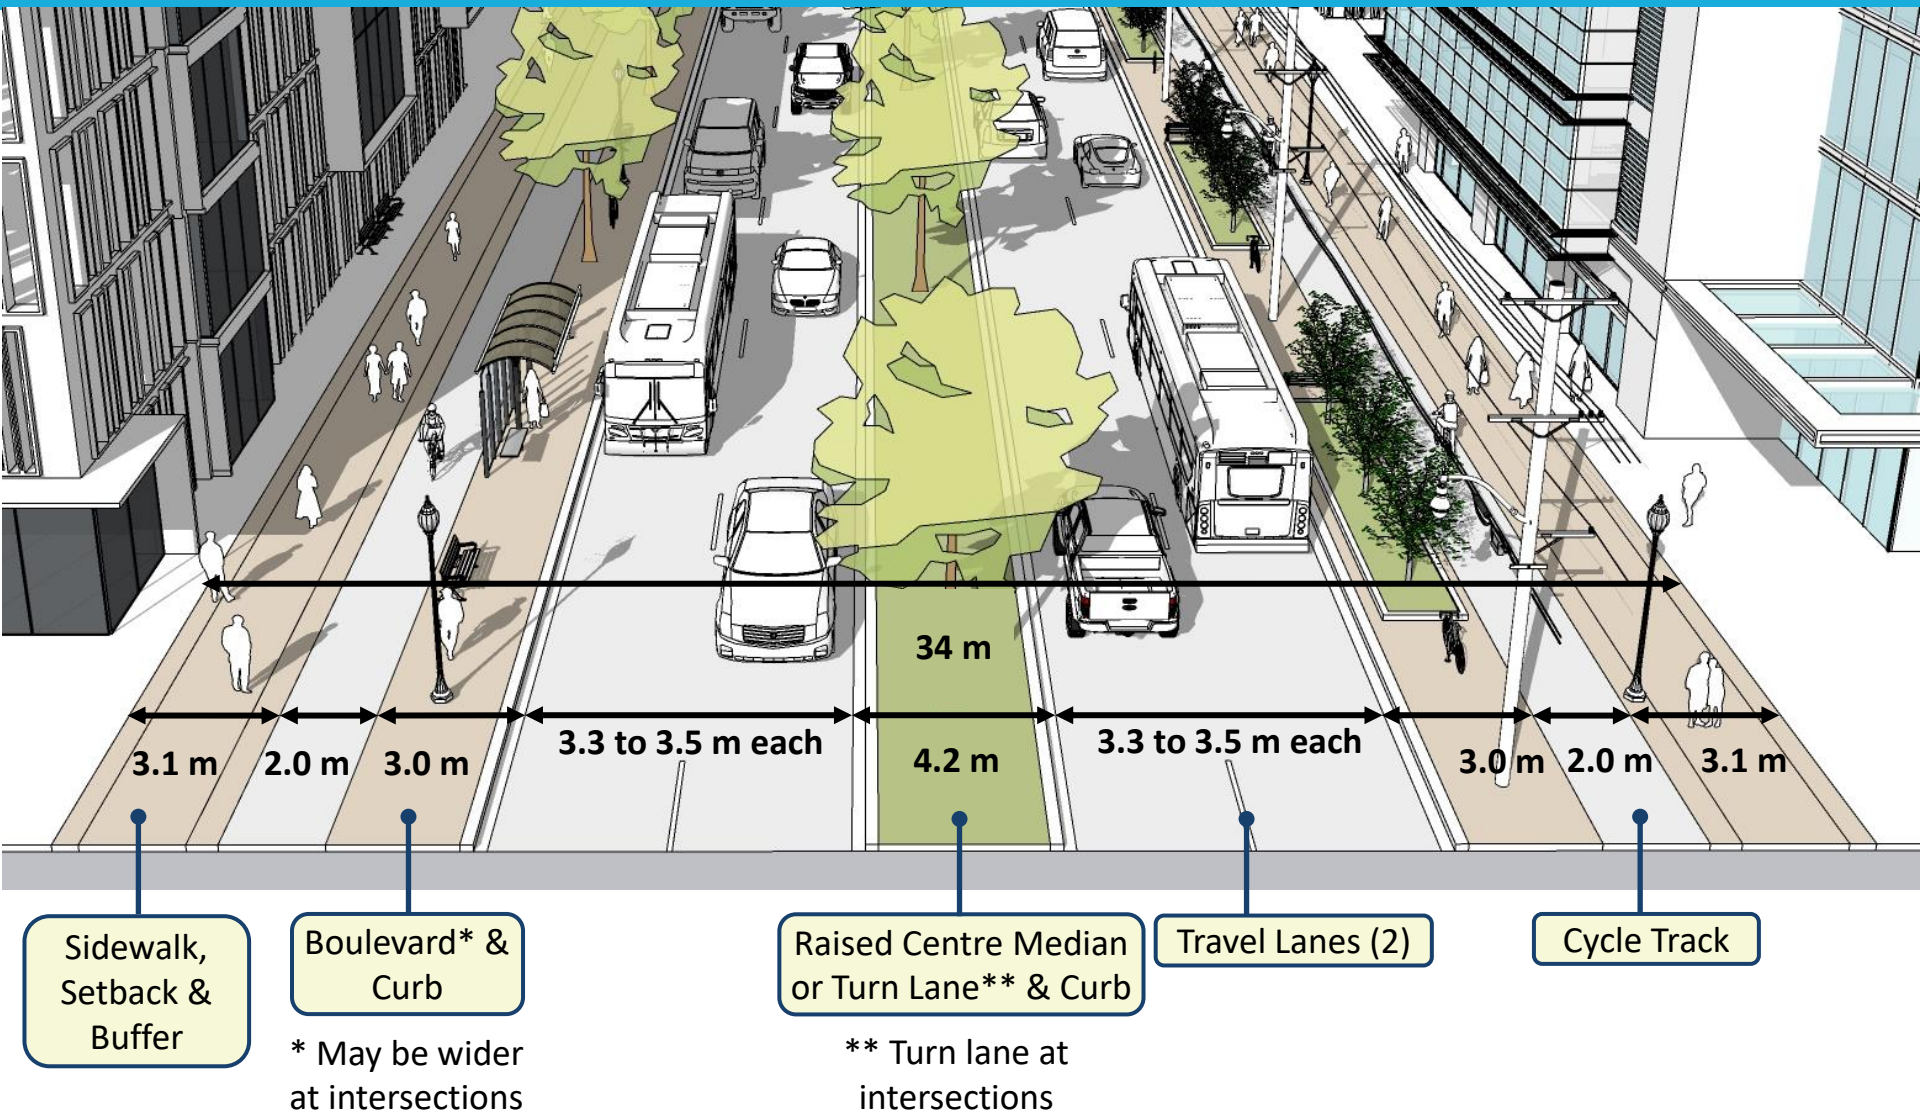 34 m
3.1 m
2.0 m
3.0 m
3.3 to 3.5 m each
4.2 m
3.3 to 3.5 m each
3.0 m
2.0 m
3.1 m
Sidewalk,
Setback &
Buffer
Boulevard* &
Curb
* May be wider
at intersections
Raised Centre Median
or Turn Lane** & Curb
** Turn lane at
intersections
Travel Lanes (2)
Cycle Track